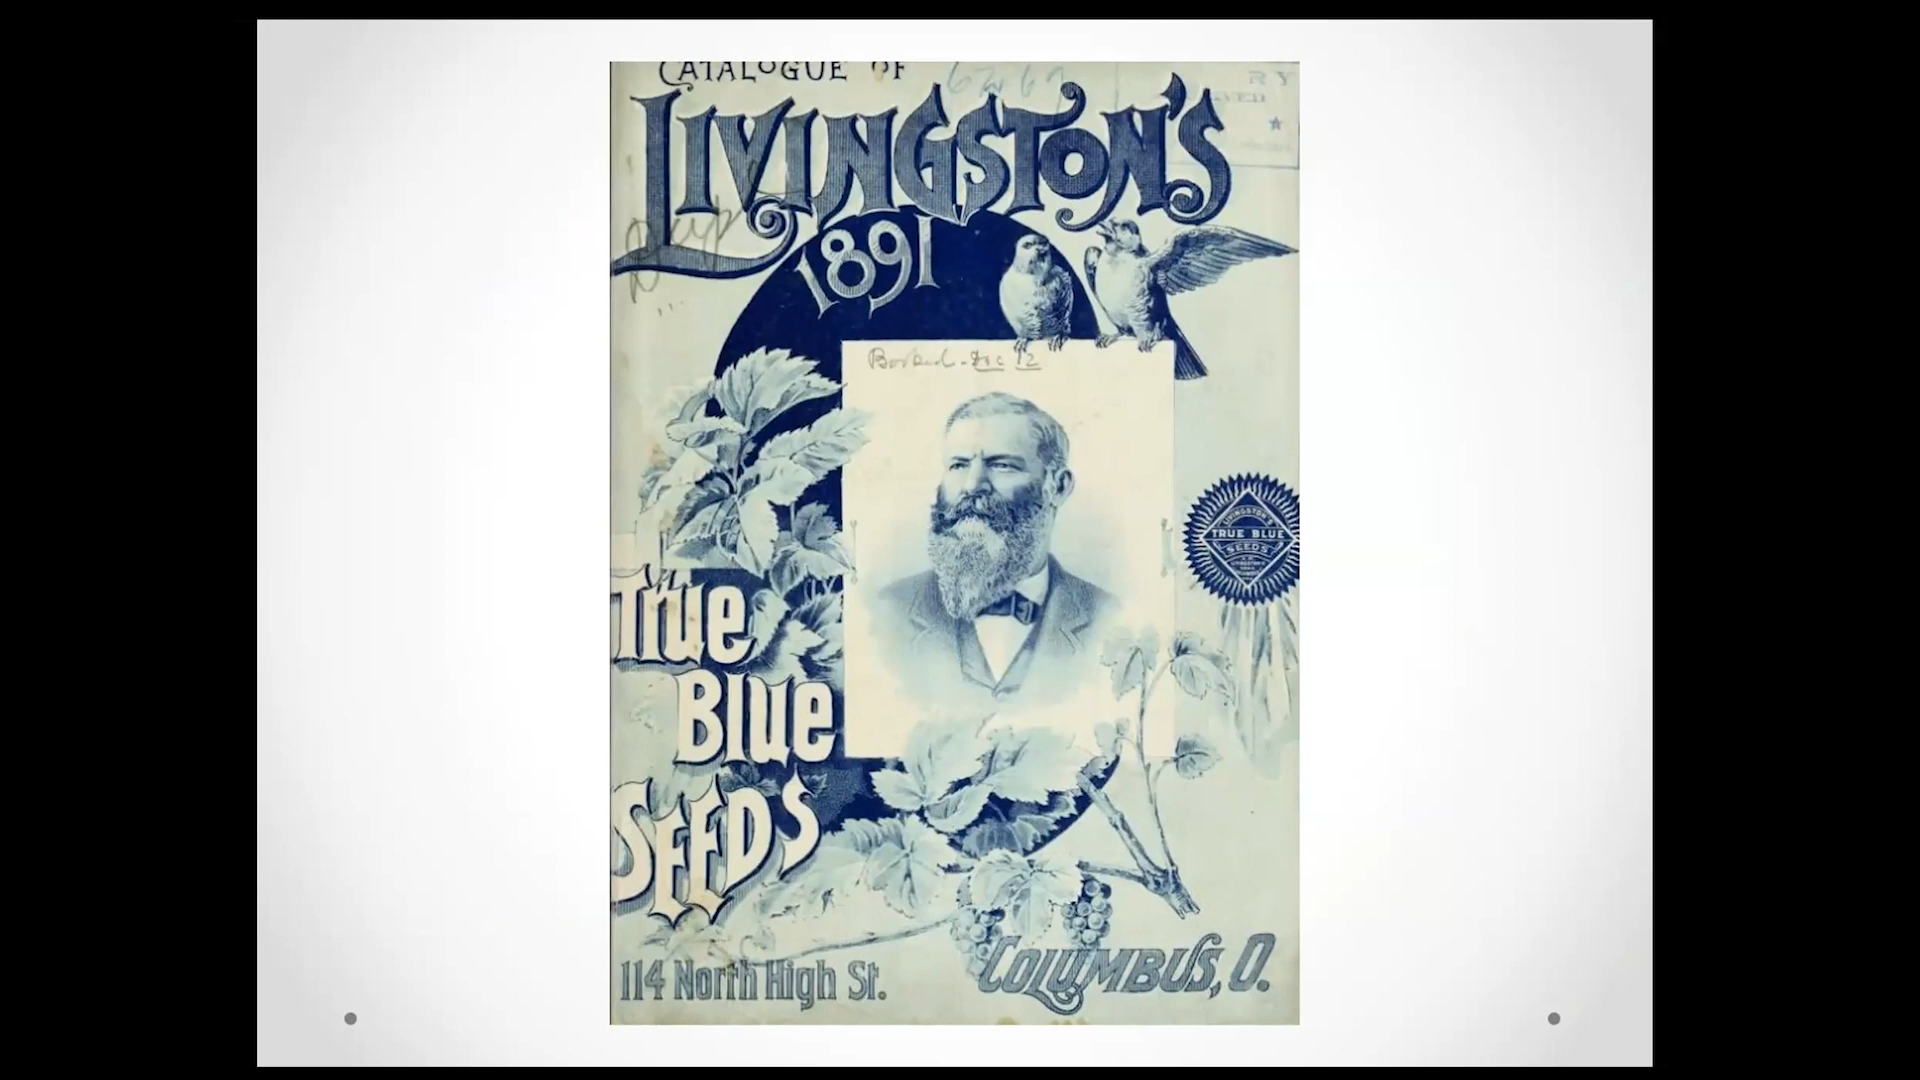 CATALOGUE OF
LIVINGSTON'S
1891
True
Blue
SEEDS
LIVINGSTON'S
TRUE BLUE
SEEDS
114 North High St.
COLUMBUS, O.